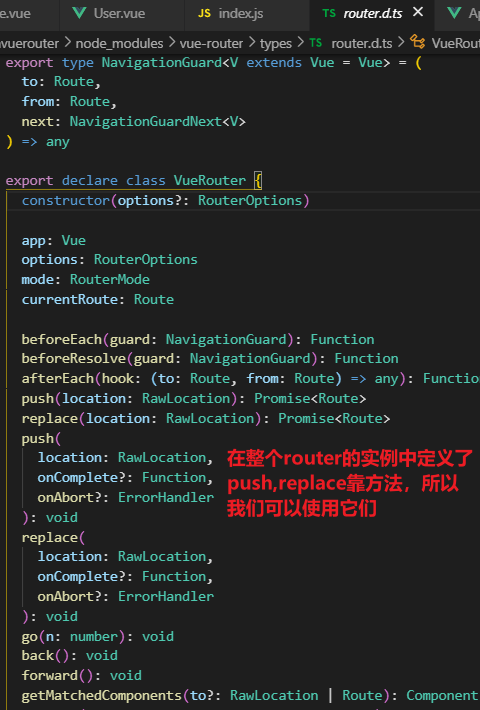 e.vue User.vue JS index.js TS router.d.ts
vuerouter > node_modules > vue-router > types > TS router.d.ts > VueRou
export type NavigationGuard<V extends Vue = Vue> = (
to: Route,
from: Route,
next: NavigationGuardNext<V>
) => any
export declare class VueRouter {
constructor(options?: RouterOptions)
app: Vue
options: RouterOptions
mode: RouterMode
currentRoute: Route
beforeEach(guard: NavigationGuard): Function
beforeResolve(guard: NavigationGuard): Function
afterEach(hook: (to: Route, from: Route) => any): Functio
push(location: RawLocation): Promise<Route>
replace(location: RawLocation): Promise<Route>
push(
location: RawLocation,
onComplete?: Function,
onAbort?: ErrorHandler
): void
在整个router的实例中定义了
push,replace靠方法，所以
我们可以使用它们
replace(
location: RawLocation,
onComplete?: Function,
onAbort?: ErrorHandler
): void
go(n: number): void
back(): void
forward(): void
getMatchedComponents(to?: RawLocation | Route): Component